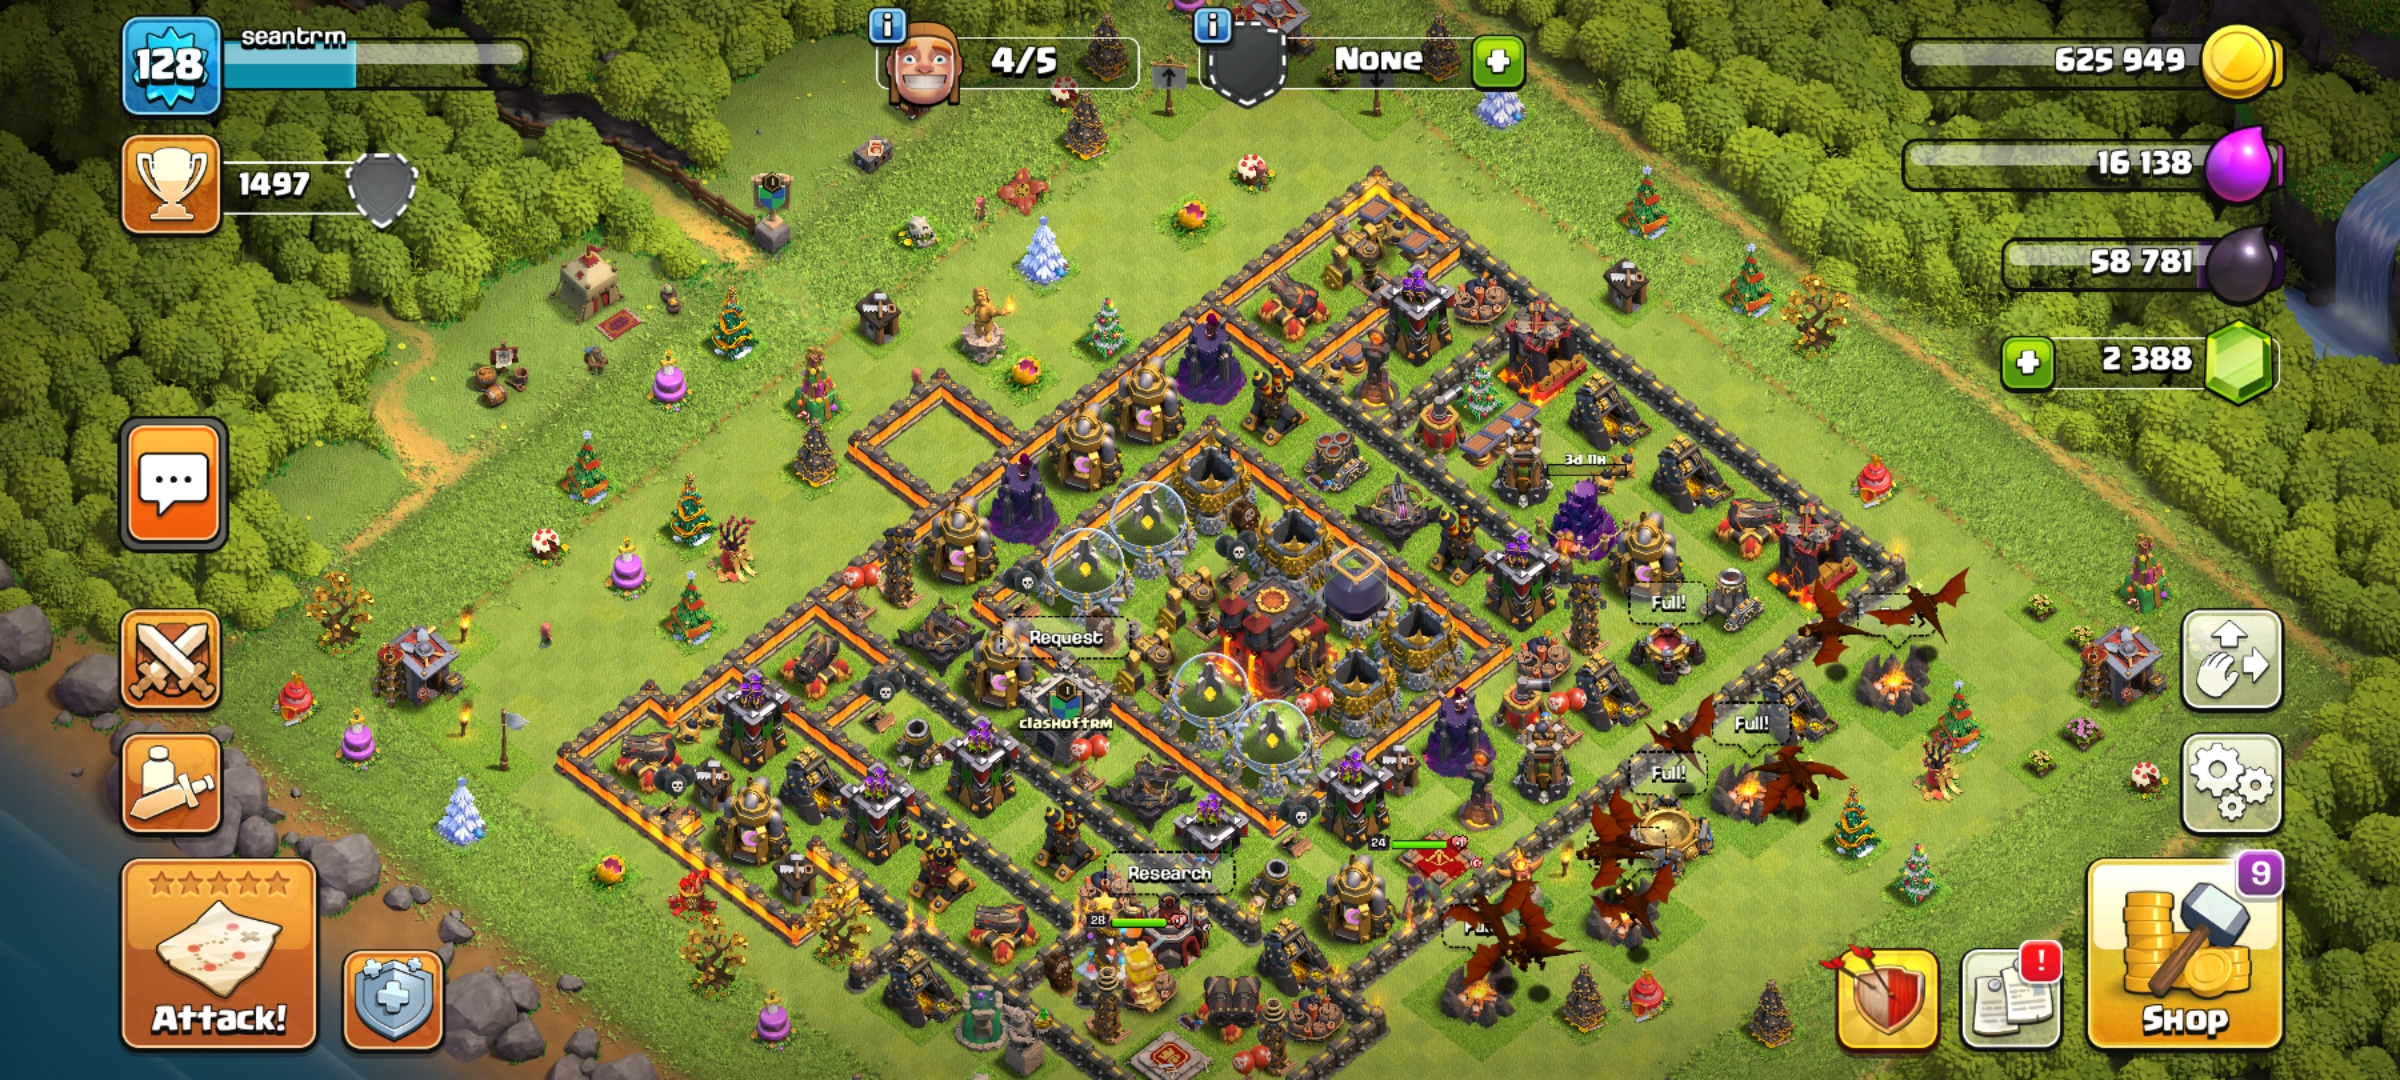 128
seantrm
4/5
None
625 949
1497
16 138
58 781
2 388
3d 11H
Full!
Request
clashoftrm
Full!
Full!
24
Research
28
9
!
Attack!
Shop